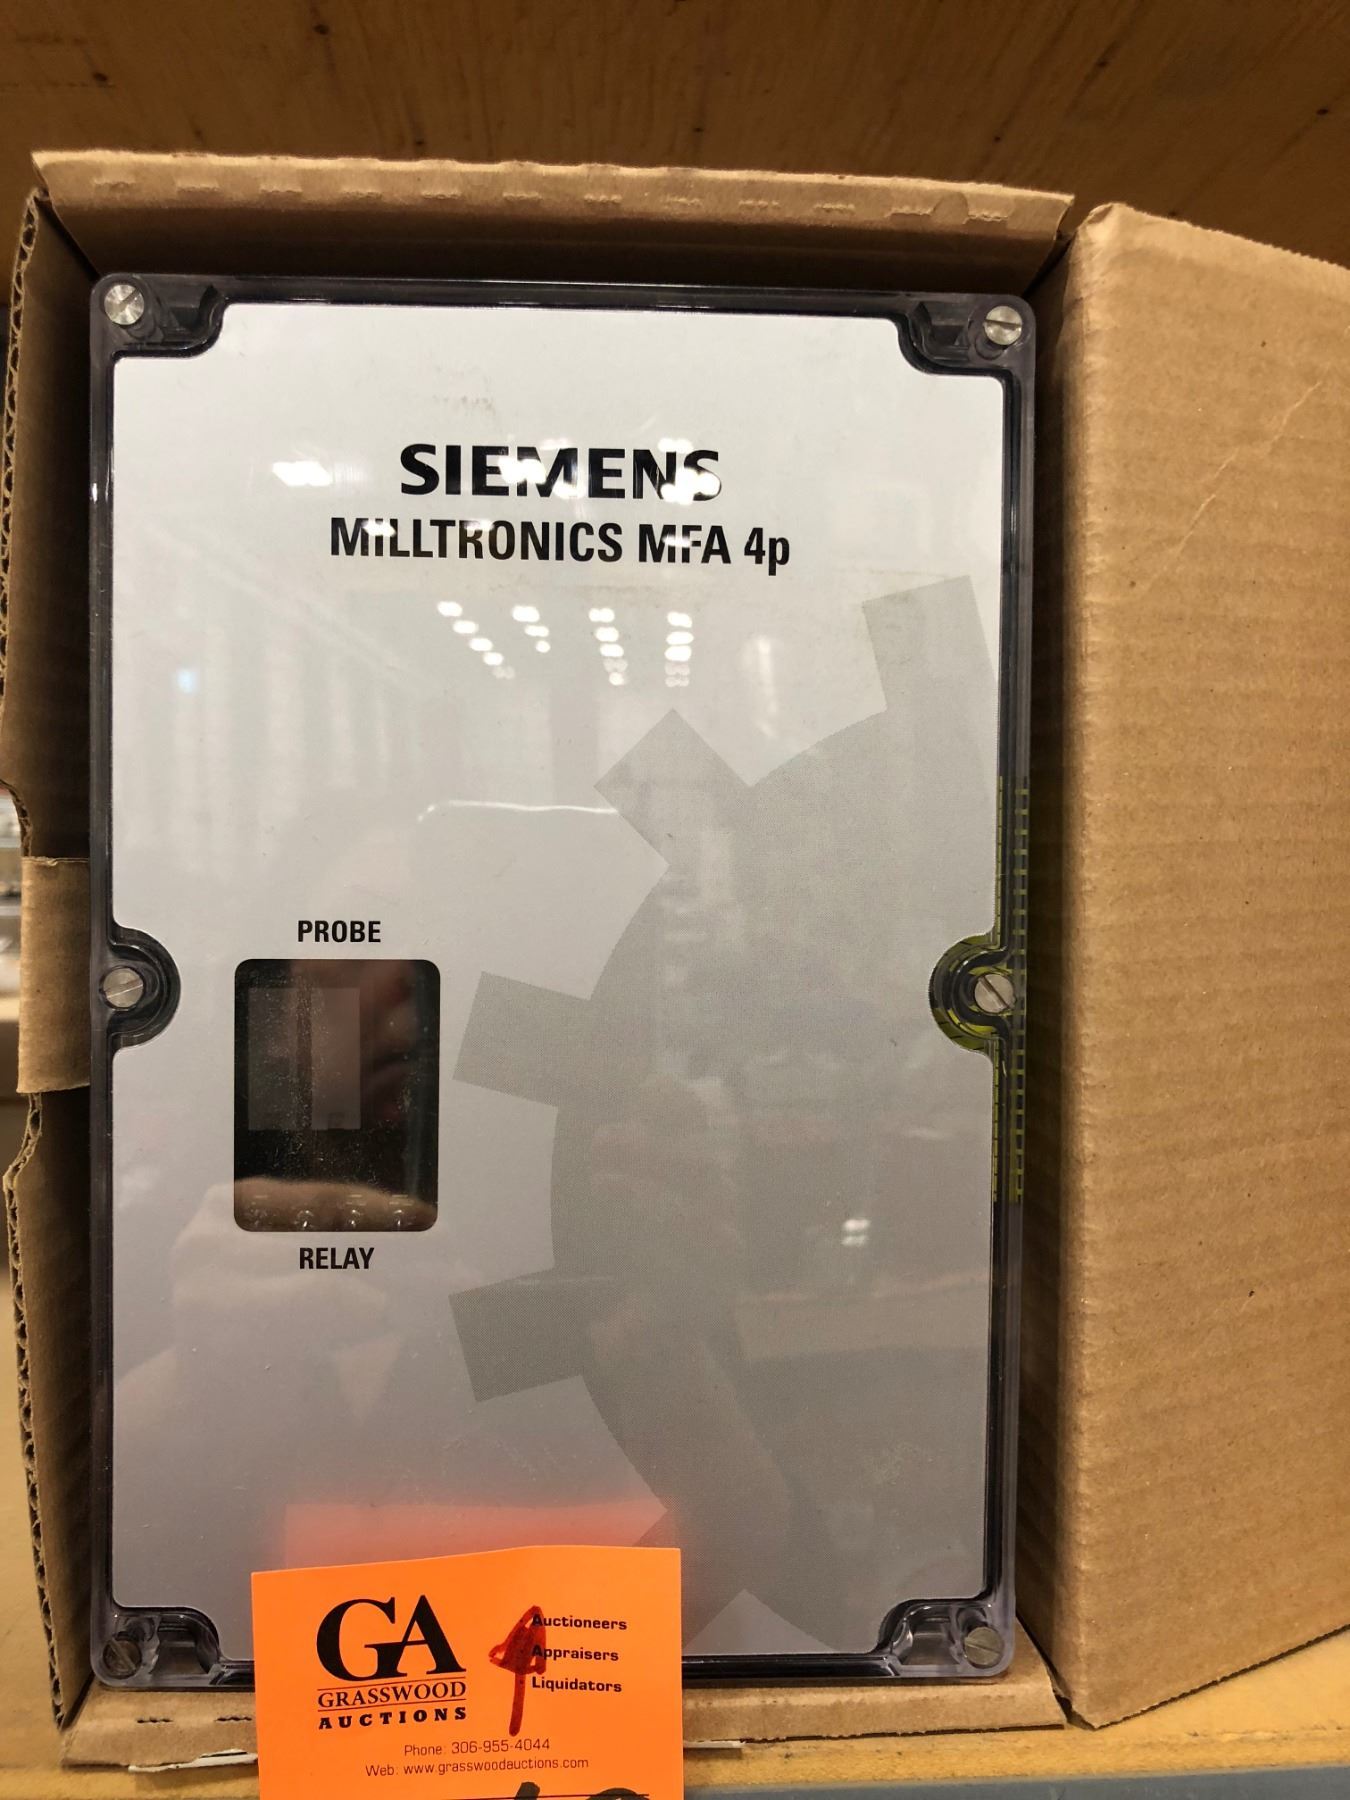 SIEMENS
MILLTRONICS MFA 4p
PROBE
RELAY
GA
GRASSWOOD
AUCTIONS
Auctioneers
Appraisers
Liquidators
Phone: 306-955-4044
Web: www.grasswoodauctions.com